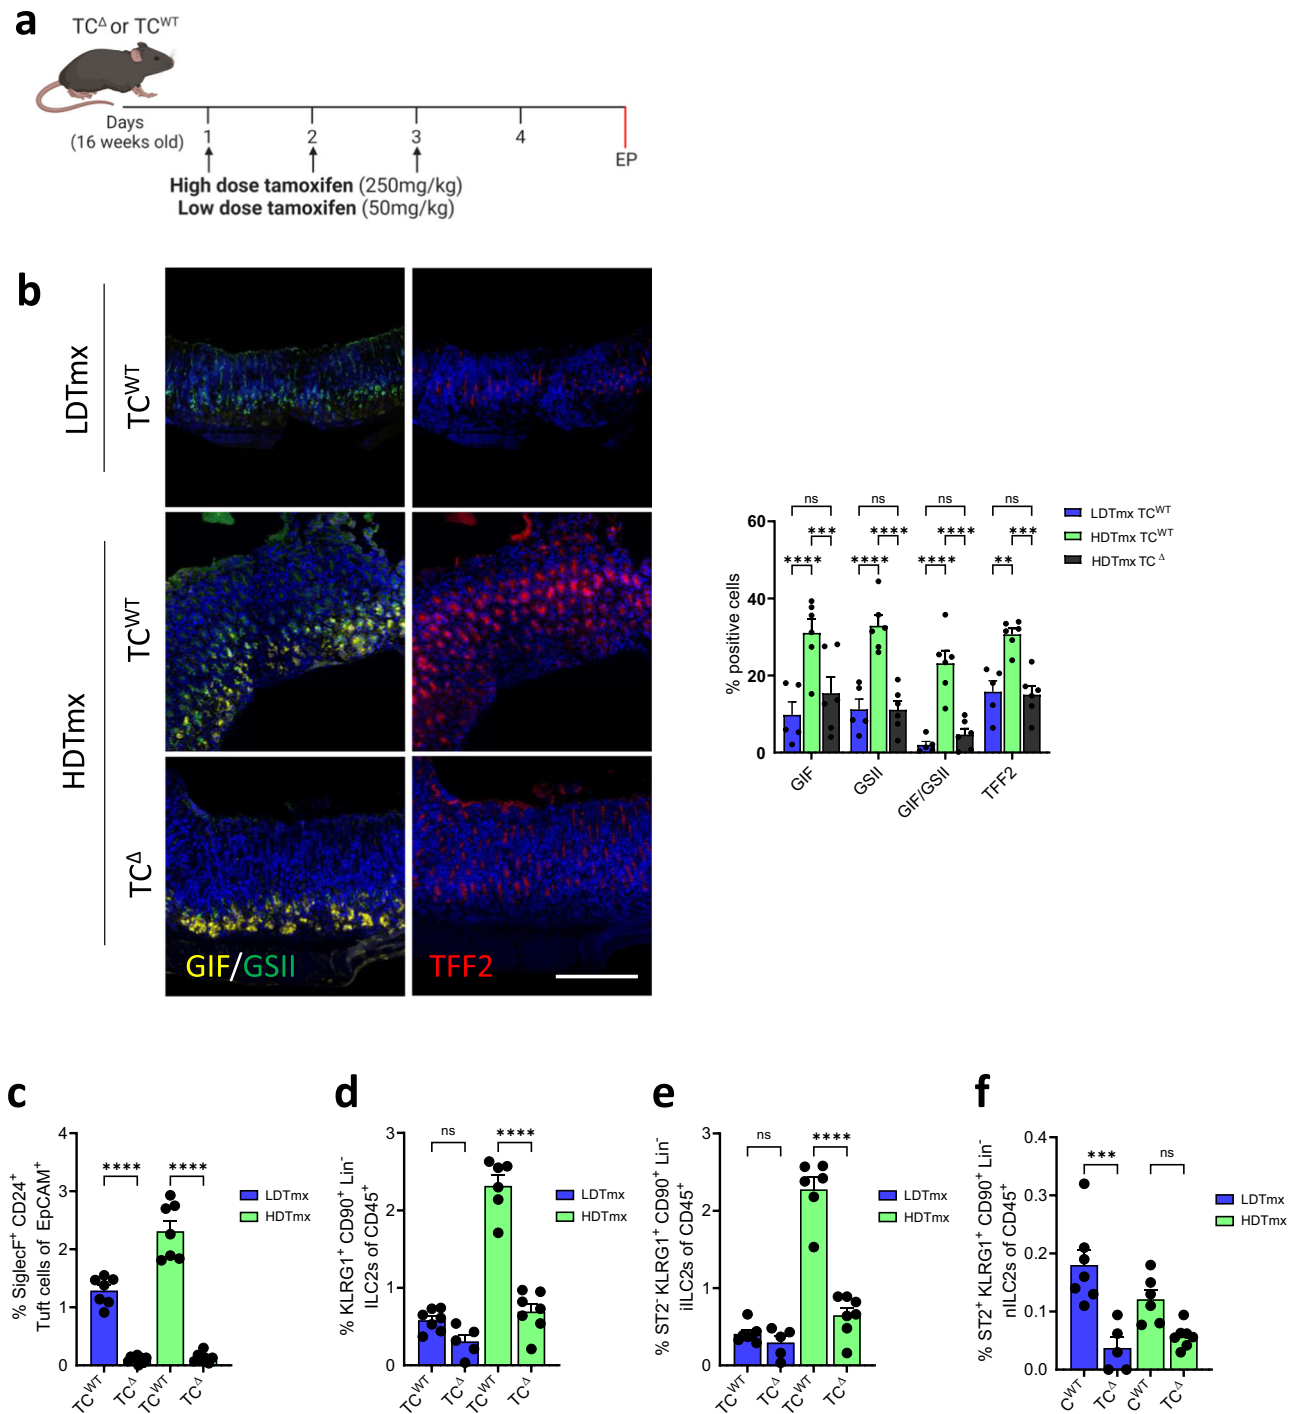 a
TCΔ or TCWT
Days
(16 weeks old)
1
2
3
4
EP
High dose tamoxifen (250mg/kg)
Low dose tamoxifen (50mg/kg)
b
LDTmx
TCWT
HDTmx
TCWT
TCΔ
GIF/GSII
TFF2
ns
ns
ns
ns
***
****
****
***
****
****
****
**
% positive cells
60
40
20
0
GIF
GSII
GIF/GSII
TFF2
LDTmx TCWT
HDTmx TCWT
HDTmx TC Δ
c
% SiglecF+ CD24+
Tuft cells of EpCAM+
4
3
2
1
0
****
****
TCWT
TCΔ
TCWT
TCΔ
LDTmx
HDTmx
d
% KLRG1+ CD90+ Lin-
ILC2s of CD45+
3
2
1
0
ns
****
TCWT
TCΔ
TCWT
TCΔ
LDTmx
HDTmx
e
% ST2- KLRG1+ CD90+ Lin-
iILC2s of CD45+
3
2
1
0
ns
****
TCWT
TCΔ
TCWT
TCΔ
LDTmx
HDTmx
f
% ST2+ KLRG1+ CD90+ Lin-
nILC2s of CD45+
0.4
0.3
0.2
0.1
0.0
***
ns
CWT
TCΔ
CWT
TCΔ
LDTmx
HDTmx